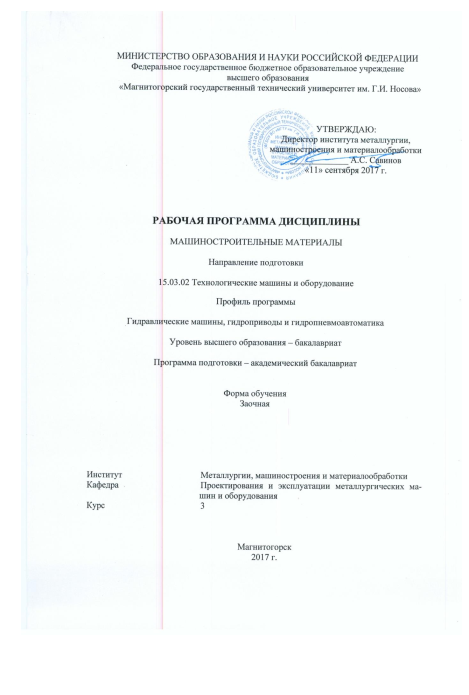 МИНИСТЕРСТВО ОБРАЗОВАНИЯ И НАУКИ РОССИЙСКОЙ ФЕДЕРАЦИИ
Федеральное государственное бюджетное образовательное учреждение
высшего образования
«Магнитогорский государственный технический университет им. Г.И. Носова»
УТВЕРЖДАЮ:
Директор института металлургии,
машиностроения и материалообработки
А.С. Савинов
«11» сентября 2017 г.
РАБОЧАЯ ПРОГРАММА ДИСЦИПЛИНЫ
МАШИНОСТРОИТЕЛЬНЫЕ МАТЕРИАЛЫ
Направление подготовки
15.03.02 Технологические машины и оборудование
Профиль программы
Гидравлические машины, гидроприводы и гидропневмоавтоматика
Уровень высшего образования – бакалавриат
Программа подготовки – академический бакалавриат
Форма обучения
Заочная
Институт Металлургии, машиностроения и материалообработки
Кафедра Проектирования и эксплуатации металлургических ма-
шин и оборудования
Курс 3
Магнитогорск
2017 г.